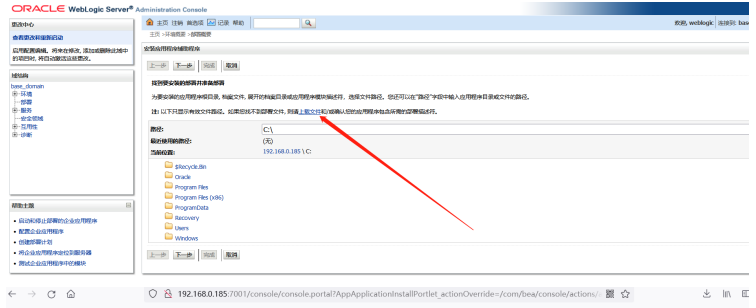 ORACLE WebLogic Server® Administration Console
更改中心
查看更改和重新启动
启用配置编辑。将来在修改, 添加或删除此域中的项目时, 将自动激活这些更改。
域结构
base_domain
环境
部署
服务
安全领域
互用性
诊断
帮助主题
启动和停止部署的企业应用程序
配置企业应用程序
创建部署计划
将企业应用程序定位到服务器
测试企业应用程序中的模块
主页 注销 首选项 记录 帮助
欢迎, weblogic 连接到: base
主页 >环境概要 >部署概要
安装应用程序辅助程序
上一步 下一步 完成 取消
找到要安装的部署并准备部署
为要安装的应用程序根目录, 档案文件, 展开的档案目录或应用程序模块描述符, 选择文件路径。您还可以在"路径"字段中输入应用程序目录或文件的路径。
注: 以下只显示有效文件路径。如果您找不到部署文件, 则请上载文件和/或确认您的应用程序包含所需的部署描述符。
路径: C:\
最近使用的路径: (无)
当前位置: 192.168.0.185 \ C:
$Recycle.Bin
Oracle
Program Files
Program Files (x86)
ProgramData
Recovery
Users
Windows
上一步 下一步 完成 取消
192.168.0.185:7001/console/console.portal?AppApplicationInstallPortlet_actionOverride=/com/bea/console/actions/